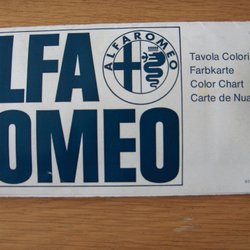 LFA
OMEO
ALFA ROMEO
Tavola Colori
Farbkarte
Color Chart
Carte de Nua